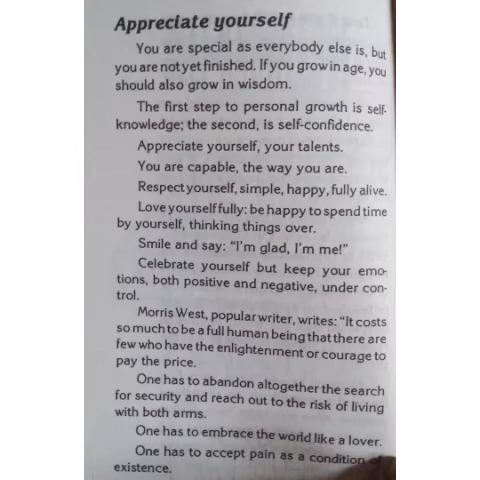 Appreciate yourself
You are special as everybody else is, but
you are not yet finished. If you grow in age, you
should also grow in wisdom.
The first step to personal growth is self-
knowledge; the second, is self-confidence.
Appreciate yourself, your talents.
You are capable, the way you are.
Respect yourself, simple, happy, fully alive.
Love yourself fully: be happy to spend time
by yourself, thinking things over.
Smile and say: "I'm glad, I'm me!"
Celebrate yourself but keep your emo-
tions, both positive and negative, under con-
trol.
Morris West, popular writer, writes: "It costs
so much to be a full human being that there are
few who have the enlightenment or courage to
pay the price.
One has to abandon altogether the search
for security and reach out to the risk of living
with both arms.
One has to embrace the world like a lover.
One has to accept pain as a condition of
existence.